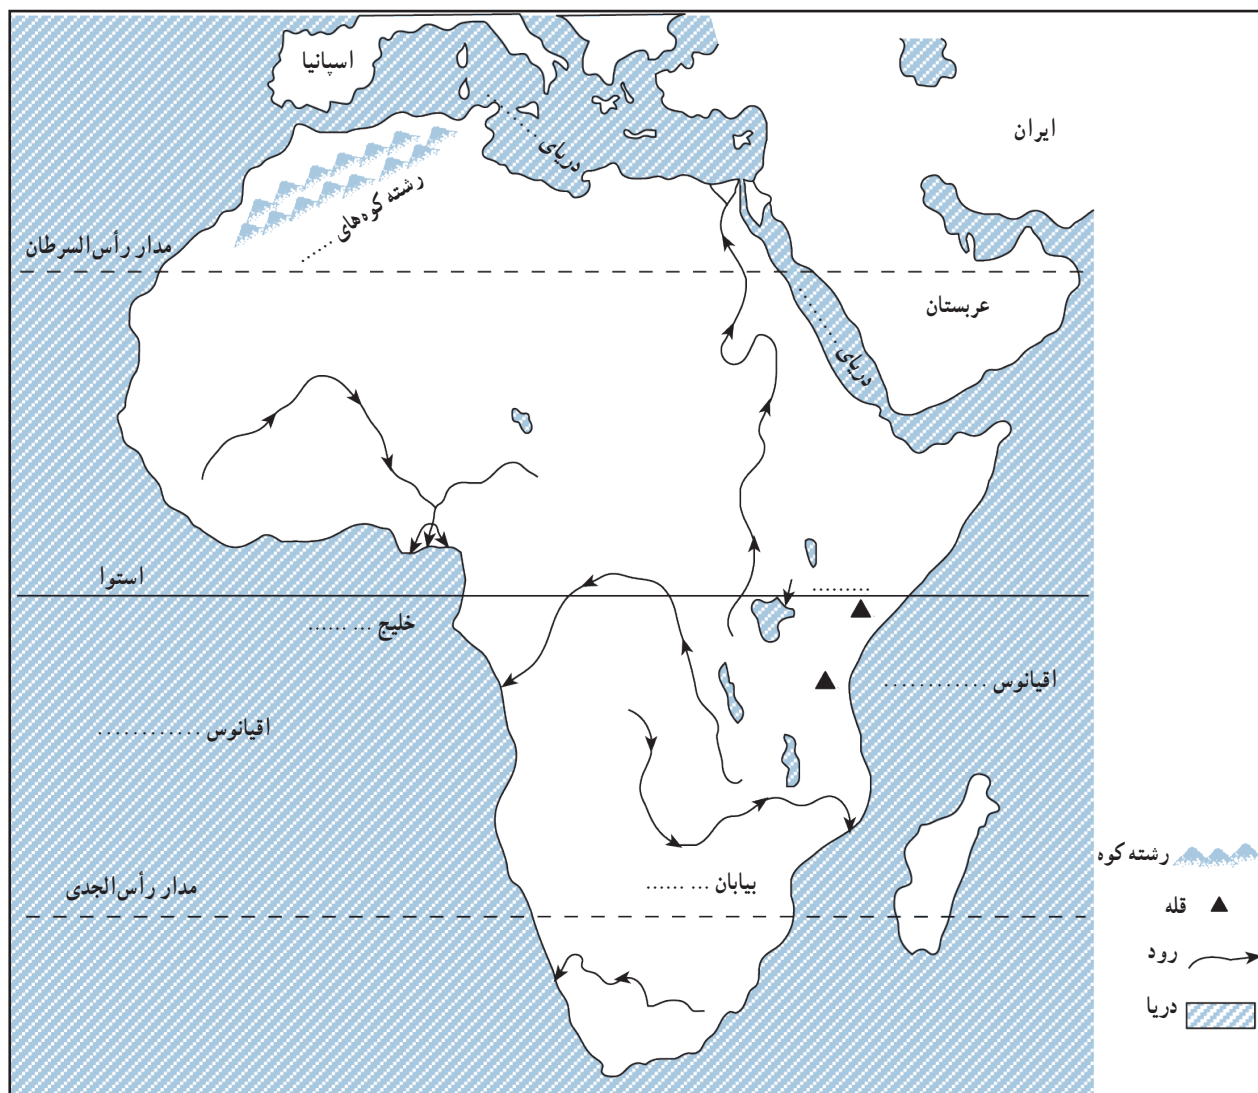 اسپانیا
ایران
دریای ........
رشته کوه‌های ......
مدار رأس‌السرطان
عربستان
دریای ........
استوا
.........
خلیج ... ......
اقیانوس ............
اقیانوس ............
بیابان ... ......
مدار رأس‌الجدی
رشته کوه
قله
رود
دریا